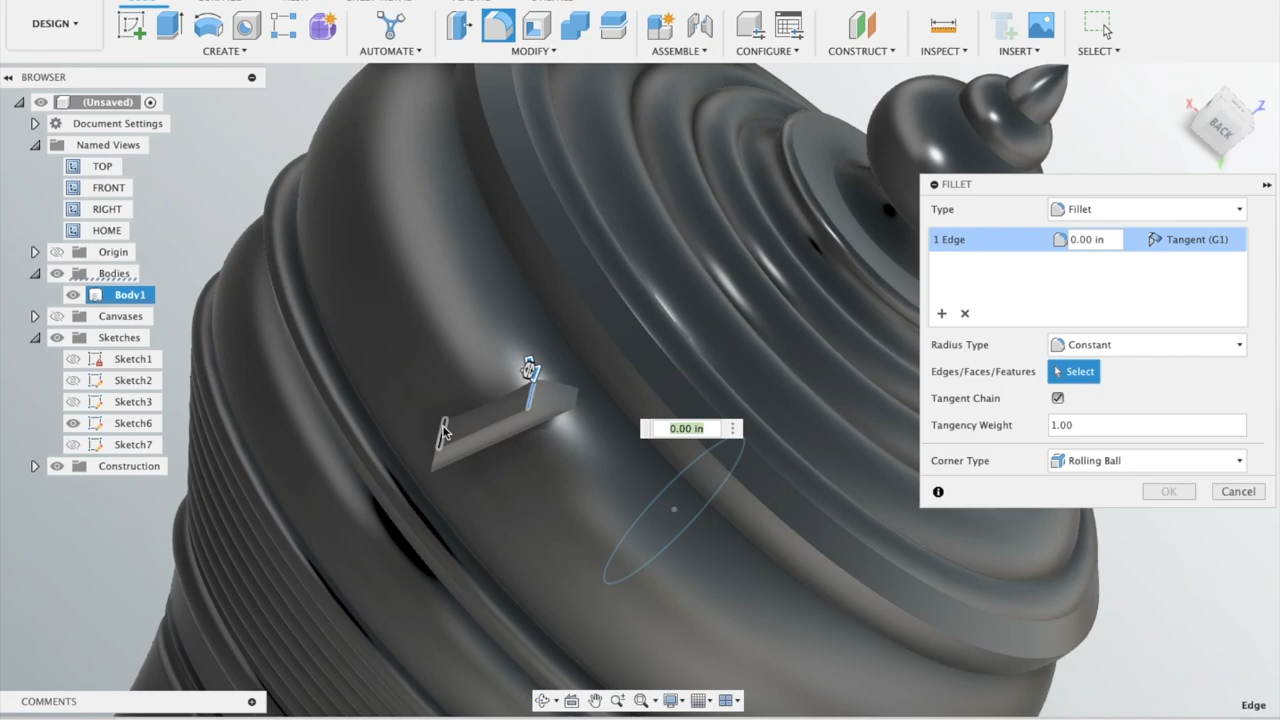 DESIGN
CREATE
AUTOMATE
MODIFY
ASSEMBLE
CONFIGURE
CONSTRUCT
INSPECT
INSERT
SELECT
BROWSER
(Unsaved)
Document Settings
Named Views
TOP
FRONT
RIGHT
HOME
Origin
Bodies
Body1
Canvases
Sketches
Sketch1
Sketch2
Sketch3
Sketch6
Sketch7
Construction
COMMENTS
X
Z
BACK
0.00 in
FILLET
Type Fillet
1 Edge 0.00 in Tangent (G1)
Radius Type Constant
Edges/Faces/Features Select
Tangent Chain
Tangency Weight 1.00
Corner Type Rolling Ball
OK Cancel
Edge